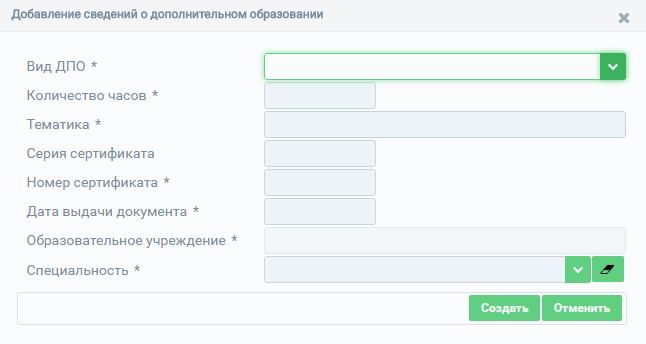 Добавление сведений о дополнительном образовании
Вид ДПО *
Количество часов *
Тематика *
Серия сертификата
Номер сертификата *
Дата выдачи документа *
Образовательное учреждение *
Специальность *
Создать Отменить